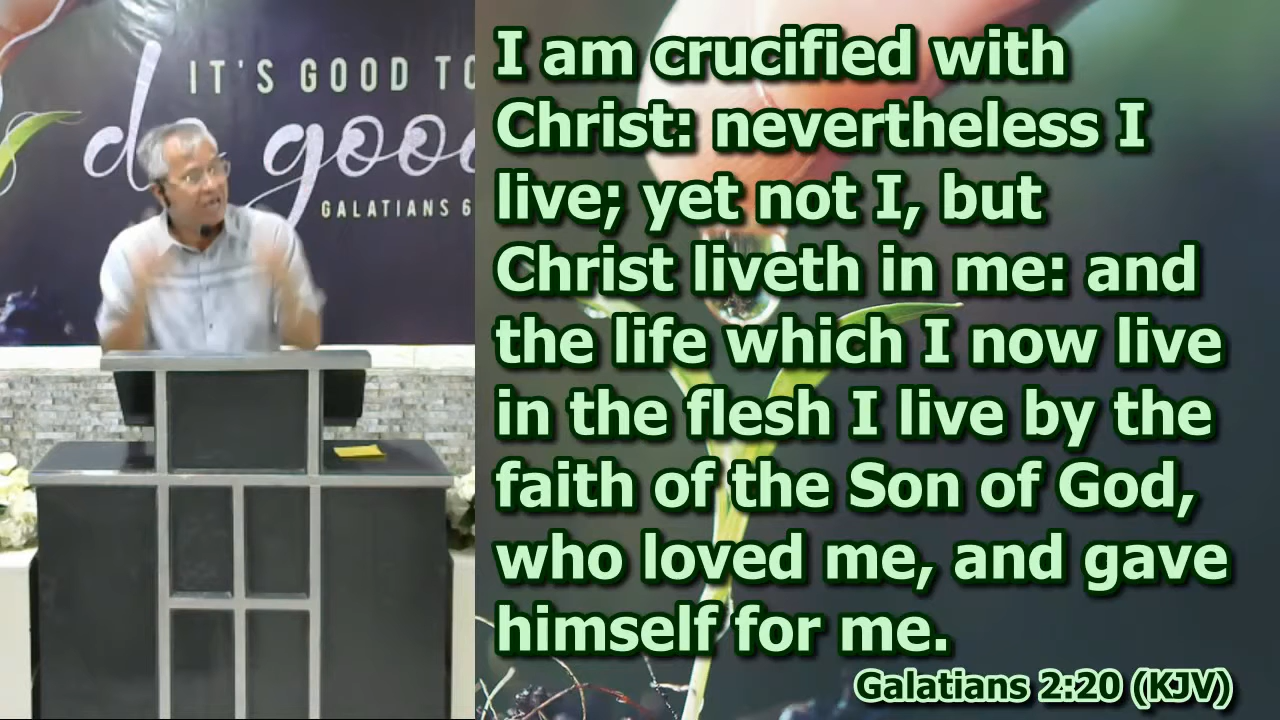 IT'S GOOD TO
do good
GALATIANS 6
I am crucified with
Christ: nevertheless I
live; yet not I, but
Christ liveth in me: and
the life which I now live
in the flesh I live by the
faith of the Son of God,
who loved me, and gave
himself for me.
Galatians 2:20 (KJV)